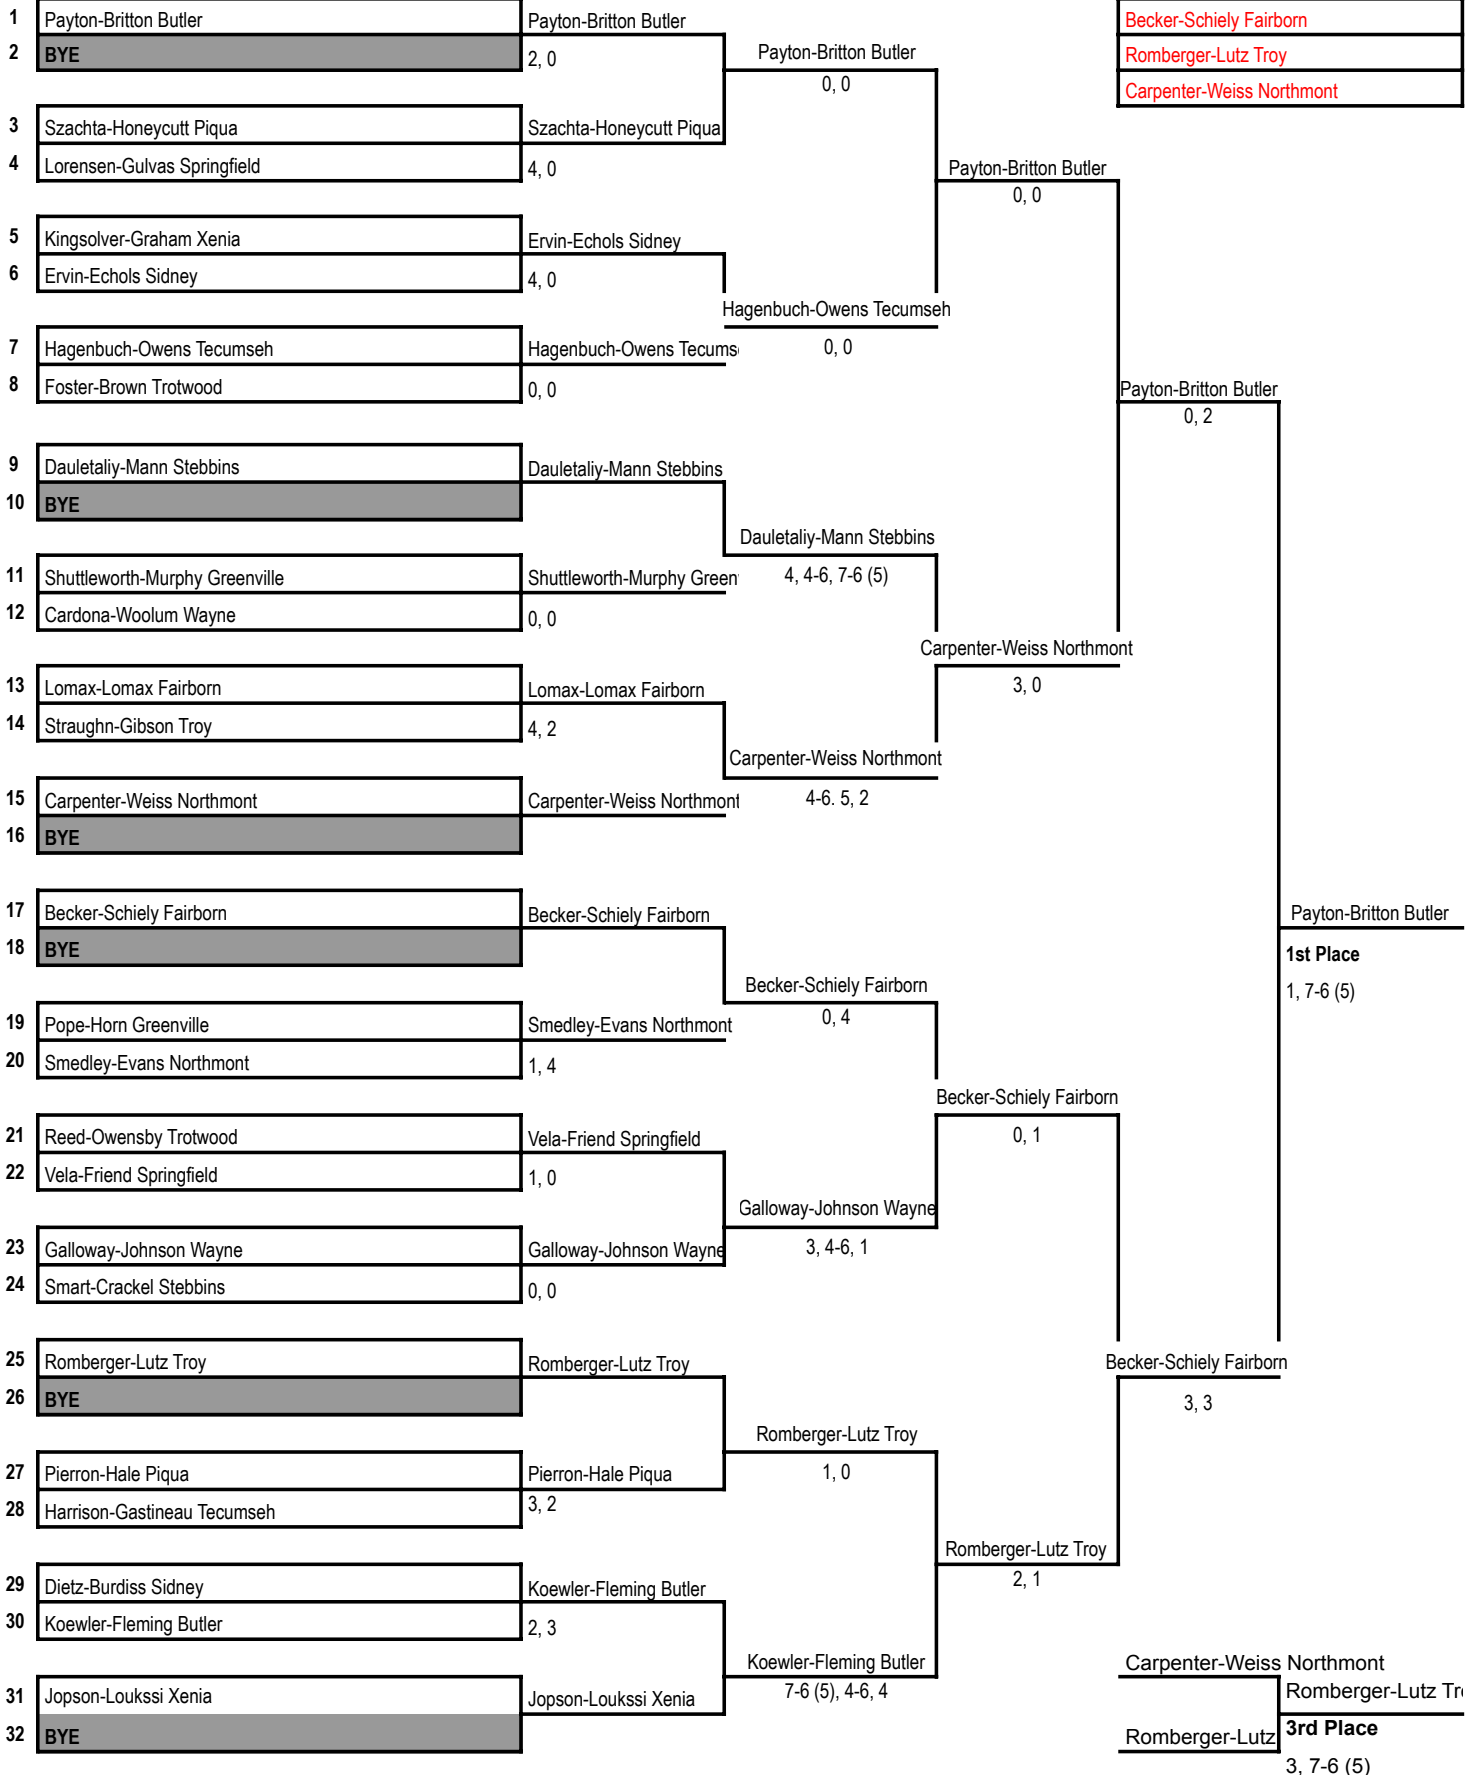 1 Payton-Britton Butler Payton-Britton Butler Becker-Schiely Fairborn
2 BYE 2, 0 Payton-Britton Butler Romberger-Lutz Troy
0, 0 Carpenter-Weiss Northmont
3 Szachta-Honeycutt Piqua Szachta-Honeycutt Piqua
4 Lorensen-Gulvas Springfield 4, 0 Payton-Britton Butler
0, 0
5 Kingsolver-Graham Xenia Ervin-Echols Sidney
6 Ervin-Echols Sidney 4, 0
Hagenbuch-Owens Tecumseh
7 Hagenbuch-Owens Tecumseh Hagenbuch-Owens Tecums 0, 0
8 Foster-Brown Trotwood 0, 0 Payton-Britton Butler
0, 2
9 Dauletaliy-Mann Stebbins Dauletaliy-Mann Stebbins
10 BYE
Dauletaliy-Mann Stebbins
11 Shuttleworth-Murphy Greenville Shuttleworth-Murphy Green 4, 4-6, 7-6 (5)
12 Cardona-Woolum Wayne 0, 0
Carpenter-Weiss Northmont
13 Lomax-Lomax Fairborn Lomax-Lomax Fairborn 3, 0
14 Straughn-Gibson Troy 4, 2
Carpenter-Weiss Northmont
15 Carpenter-Weiss Northmont Carpenter-Weiss Northmont 4-6. 5, 2
16 BYE
17 Becker-Schiely Fairborn Becker-Schiely Fairborn Payton-Britton Butler
18 BYE 1st Place
Becker-Schiely Fairborn 1, 7-6 (5)
19 Pope-Horn Greenville Smedley-Evans Northmont 0, 4
20 Smedley-Evans Northmont 1, 4
Becker-Schiely Fairborn
21 Reed-Owensby Trotwood Vela-Friend Springfield 0, 1
22 Vela-Friend Springfield 1, 0
Galloway-Johnson Wayne
23 Galloway-Johnson Wayne Galloway-Johnson Wayne 3, 4-6, 1
24 Smart-Crackel Stebbins 0, 0
25 Romberger-Lutz Troy Romberger-Lutz Troy Becker-Schiely Fairborn
26 BYE 3, 3
Romberger-Lutz Troy
27 Pierron-Hale Piqua Pierron-Hale Piqua 1, 0
28 Harrison-Gastineau Tecumseh 3, 2
Romberger-Lutz Troy
29 Dietz-Burdiss Sidney Koewler-Fleming Butler 2, 1
30 Koewler-Fleming Butler 2, 3
Koewler-Fleming Butler Carpenter-Weiss Northmont
31 Jopson-Loukssi Xenia Jopson-Loukssi Xenia 7-6 (5), 4-6, 4 Romberger-Lutz Tr
32 BYE Romberger-Lutz 3rd Place
3, 7-6 (5)